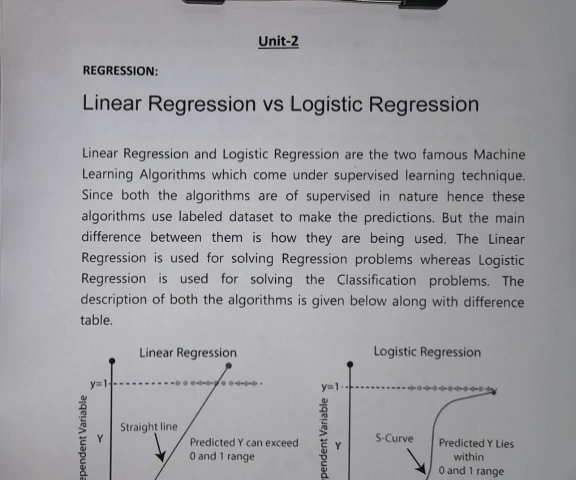 Unit-2
REGRESSION:
Linear Regression vs Logistic Regression
Linear Regression and Logistic Regression are the two famous Machine
Learning Algorithms which come under supervised learning technique.
Since both the algorithms are of supervised in nature hence these
algorithms use labeled dataset to make the predictions. But the main
difference between them is how they are being used. The Linear
Regression is used for solving Regression problems whereas Logistic
Regression is used for solving the Classification problems. The
description of both the algorithms is given below along with difference
table.
Linear Regression
y=1
Straight line
Y
Predicted Y can exceed
0 and 1 range
Variable
Logistic Regression
y=1
S-Curve
Y
Predicted Y Lies
within
0 and 1 range
Variable